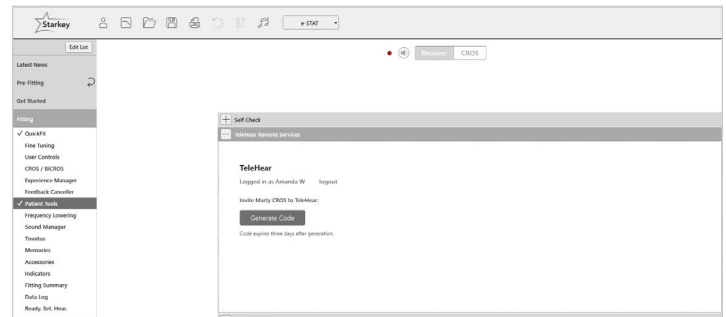 Starkey
e-STAT
Edit List
Receiver CROS
Latest News
Pre Fitting
Get Started
Fitting
QuickFit
Fine Tuning
User Controls
CROS / BICROS
Experience Manager
Feedback Canceller
Patient Tools
Frequency Lowering
Sound Manager
Tinnitus
Memories
Accessories
Indicators
Fitting Summary
Data Log
Ready. Set. Hear.
Self Check
TeleHear Remote Services
TeleHear
Logged in as Amanda W logout
Invite Marty CROS to TeleHear:
Generate Code
Code expires three days after generation.